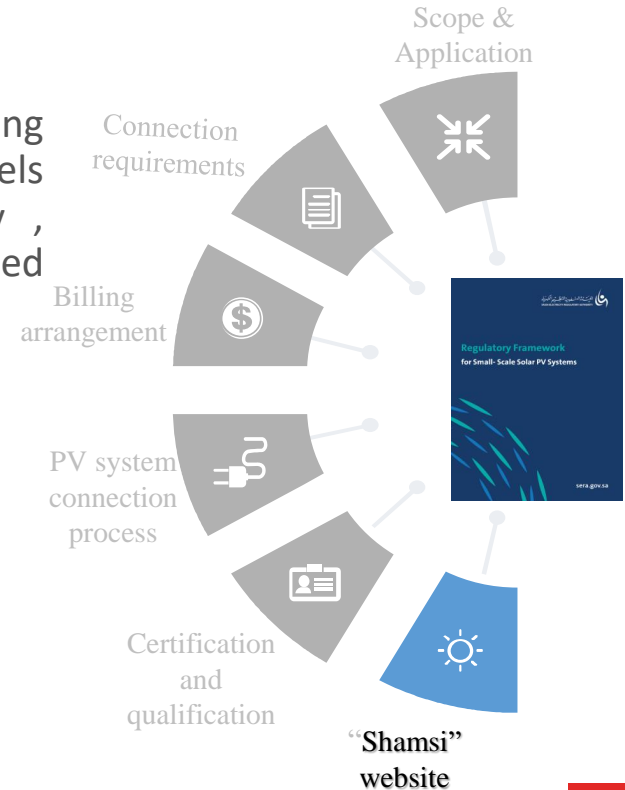 Scope &
Application
ng
els
,
ed
Connection
requirements
Billing
arrangement
$
PV system
connection
process
Certification
and
qualification
“Shamsi”
website
Regulatory Framework
for Small- Scale Solar PV Systems
sera.gov.sa